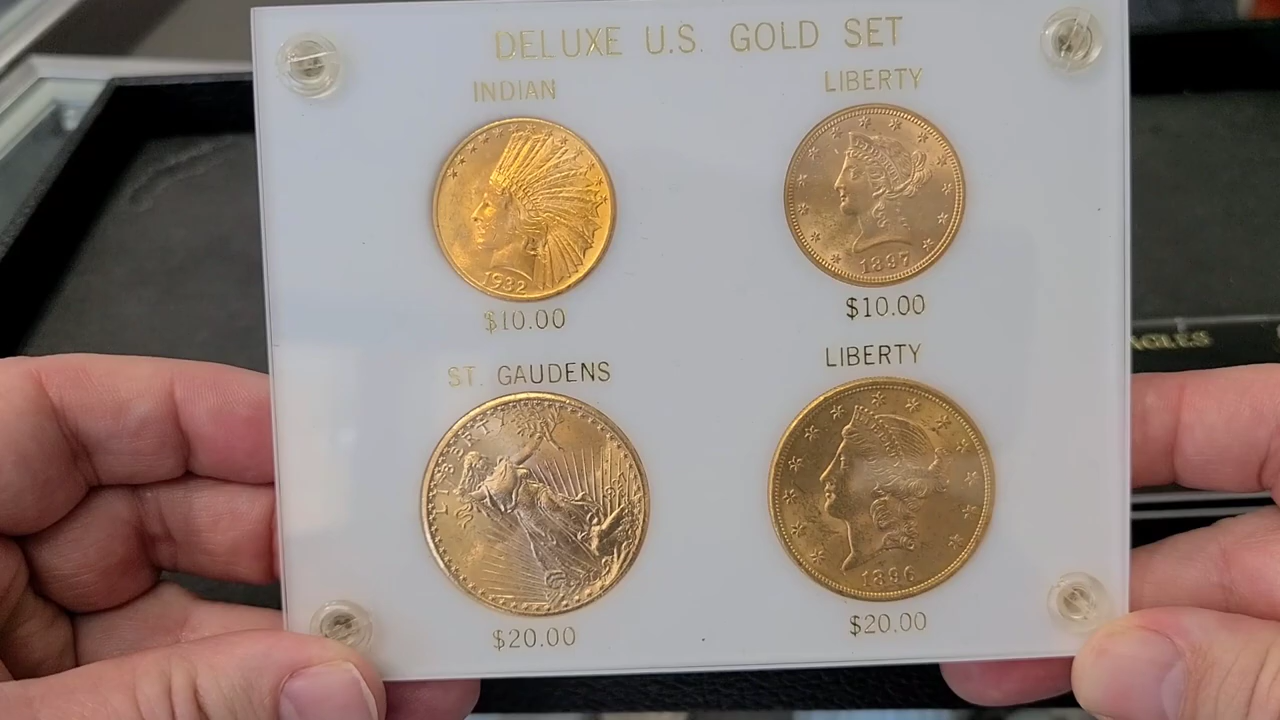 DELUXE U.S. GOLD SET
INDIAN
LIBERTY
1932
1897
$10.00
$10.00
ST. GAUDENS
LIBERTY
LIBERTY
1896
$20.00
$20.00